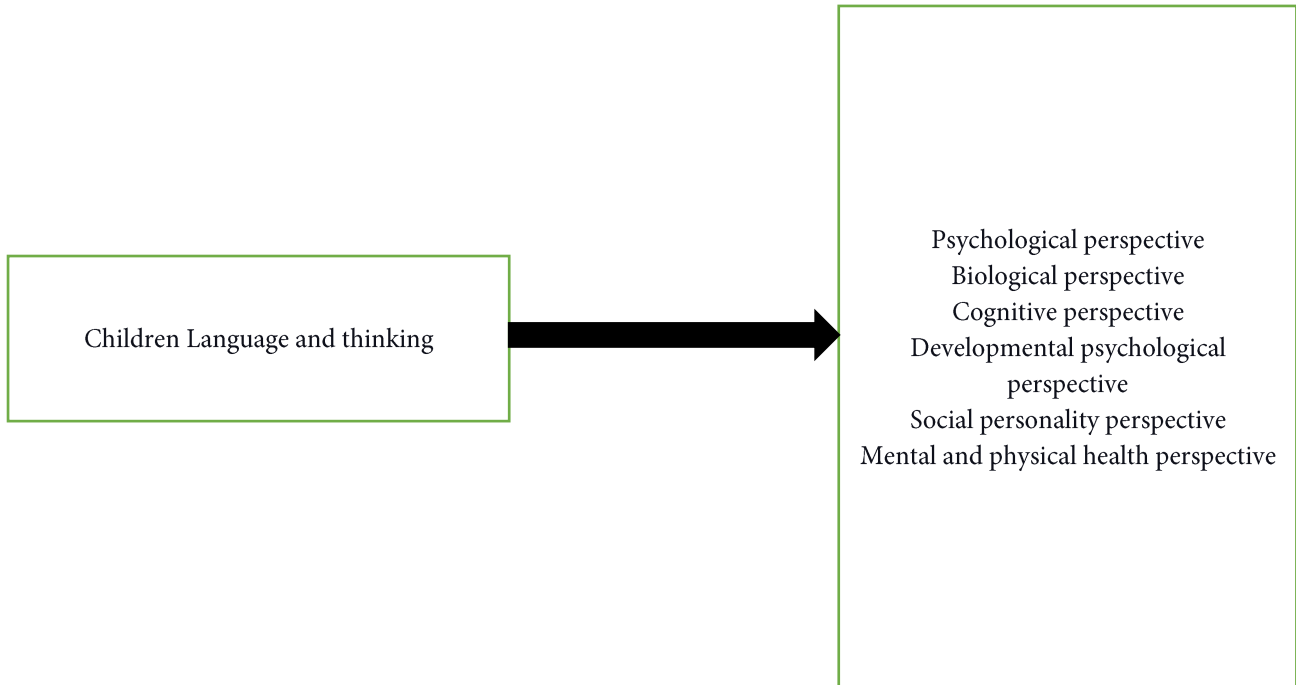 Children Language and thinking
Psychological perspective
Biological perspective
Cognitive perspective
Developmental psychological
perspective
Social personality perspective
Mental and physical health perspective